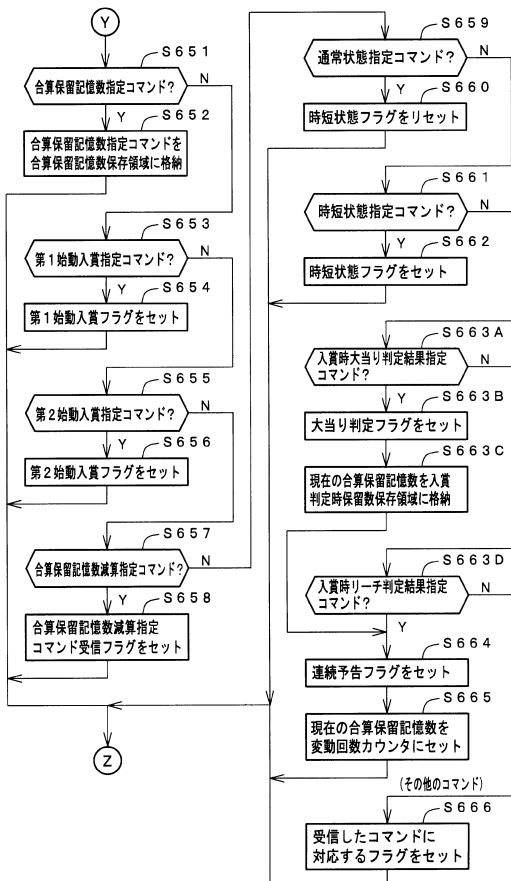 Y
S651
合算保留記憶数指定コマンド?
N
Y
S652
合算保留記憶数指定コマンドを
合算保留記憶数保存領域に格納
S653
第1始動入賞指定コマンド?
N
Y
S654
第1始動入賞フラグをセット
S655
第2始動入賞指定コマンド?
N
Y
S656
第2始動入賞フラグをセット
S657
合算保留記憶数減算指定コマンド?
N
Y
S658
合算保留記憶数減算指定
コマンド受信フラグをセット
Z
S659
通常状態指定コマンド?
N
Y
S660
時短状態フラグをリセット
S661
時短状態指定コマンド?
N
Y
S662
時短状態フラグをセット
S663A
入賞時大当り判定結果指定
コマンド?
N
Y
S663B
大当り判定フラグをセット
S663C
現在の合算保留記憶数を入賞
判定時保留数保存領域に格納
S663D
入賞時リーチ判定結果指定
コマンド?
N
Y
S664
連続予告フラグをセット
S665
現在の合算保留記憶数を
変動回数カウンタにセット
(その他のコマンド)
S666
受信したコマンドに
対応するフラグをセット